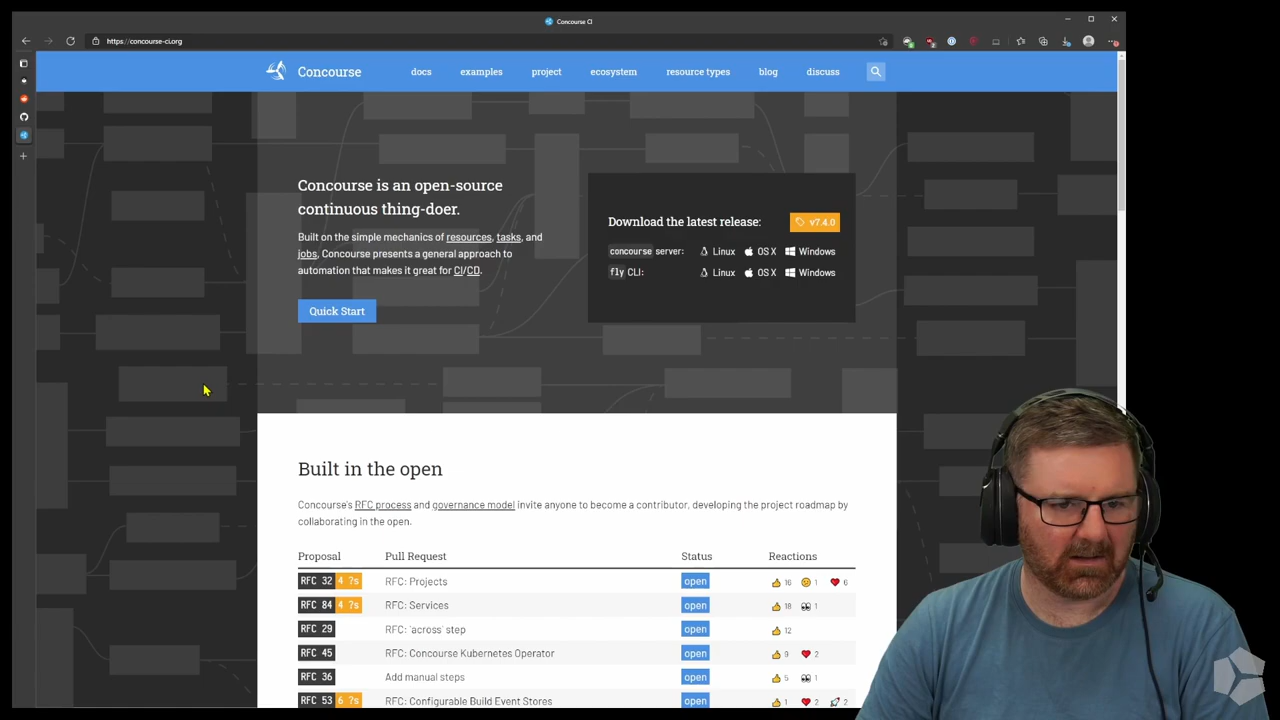 Concourse CI
https://concourse-ci.org
Concourse docs examples project ecosystem resource types blog discuss
Concourse is an open-source
continuous thing-doer.
Built on the simple mechanics of resources, tasks, and
jobs, Concourse presents a general approach to
automation that makes it great for CI/CD.
Quick Start
Download the latest release: v7.4.0
concourse server: Linux OS X Windows
fly CLI: Linux OS X Windows
Built in the open
Concourse's RFC process and governance model invite anyone to become a contributor, developing the project roadmap by
collaborating in the open.
Proposal Pull Request Status Reactions
RFC 32 4 ?s RFC: Projects open 👍 16 😕 1 ❤️ 6
RFC 84 4 ?s RFC: Services open 👍 18 👀 1
RFC 29 RFC: `across` step open 👍 12
RFC 45 RFC: Concourse Kubernetes Operator open 👍 9 ❤️ 2
RFC 36 Add manual steps open 👍 5 👀 1
RFC 53 6 ?s RFC: Configurable Build Event Stores open 👍 1 ❤️ 2 🚀 2